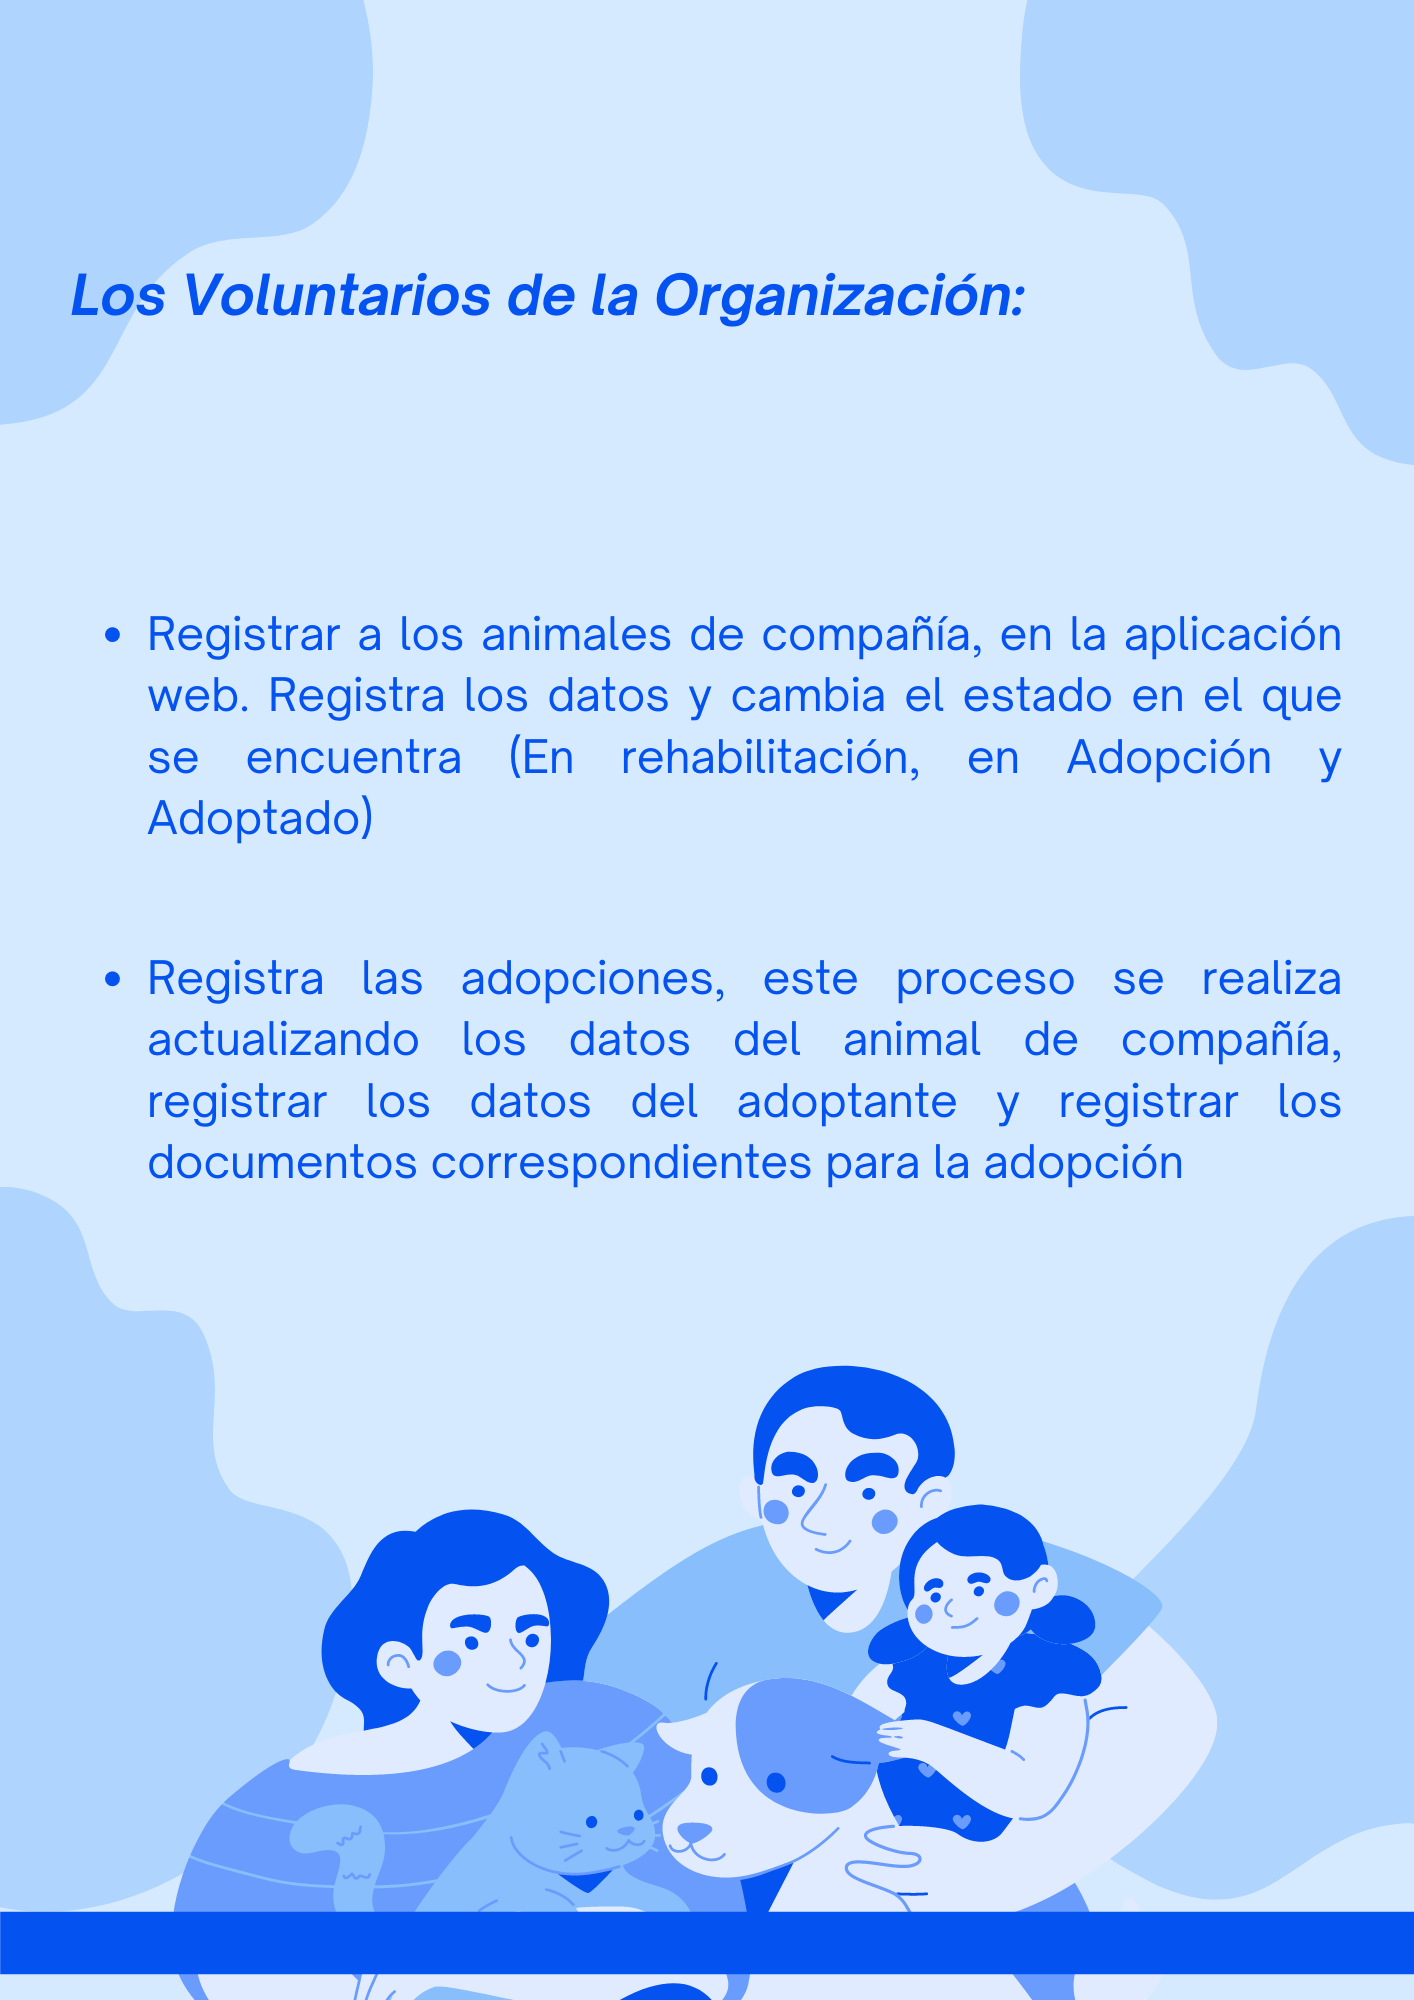 Los Voluntarios de la Organización:
• Registrar a los animales de compañía, en la aplicación
web. Registra los datos y cambia el estado en el que
se encuentra (En rehabilitación, en Adopción y
Adoptado)
• Registra las adopciones, este proceso se realiza
actualizando los datos del animal de compañía,
registrar los datos del adoptante y registrar los
documentos correspondientes para la adopción